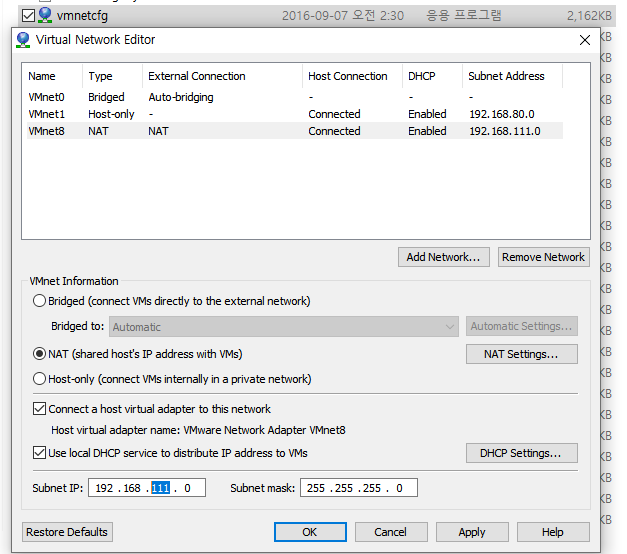 vmnetcfg 2016-09-07 오전 2:30 응용 프로그램 2,162KB
Virtual Network Editor
Name Type External Connection Host Connection DHCP Subnet Address
VMnet0 Bridged Auto-bridging - - -
VMnet1 Host-only - Connected Enabled 192.168.80.0
VMnet8 NAT NAT Connected Enabled 192.168.111.0
Add Network... Remove Network
VMnet Information
Bridged (connect VMs directly to the external network)
Bridged to: Automatic Automatic Settings...
NAT (shared host's IP address with VMs) NAT Settings...
Host-only (connect VMs internally in a private network)
Connect a host virtual adapter to this network
Host virtual adapter name: VMware Network Adapter VMnet8
Use local DHCP service to distribute IP address to VMs DHCP Settings...
Subnet IP: 192 . 168 . 111 . 0 Subnet mask: 255 . 255 . 255 . 0
Restore Defaults OK Cancel Apply Help